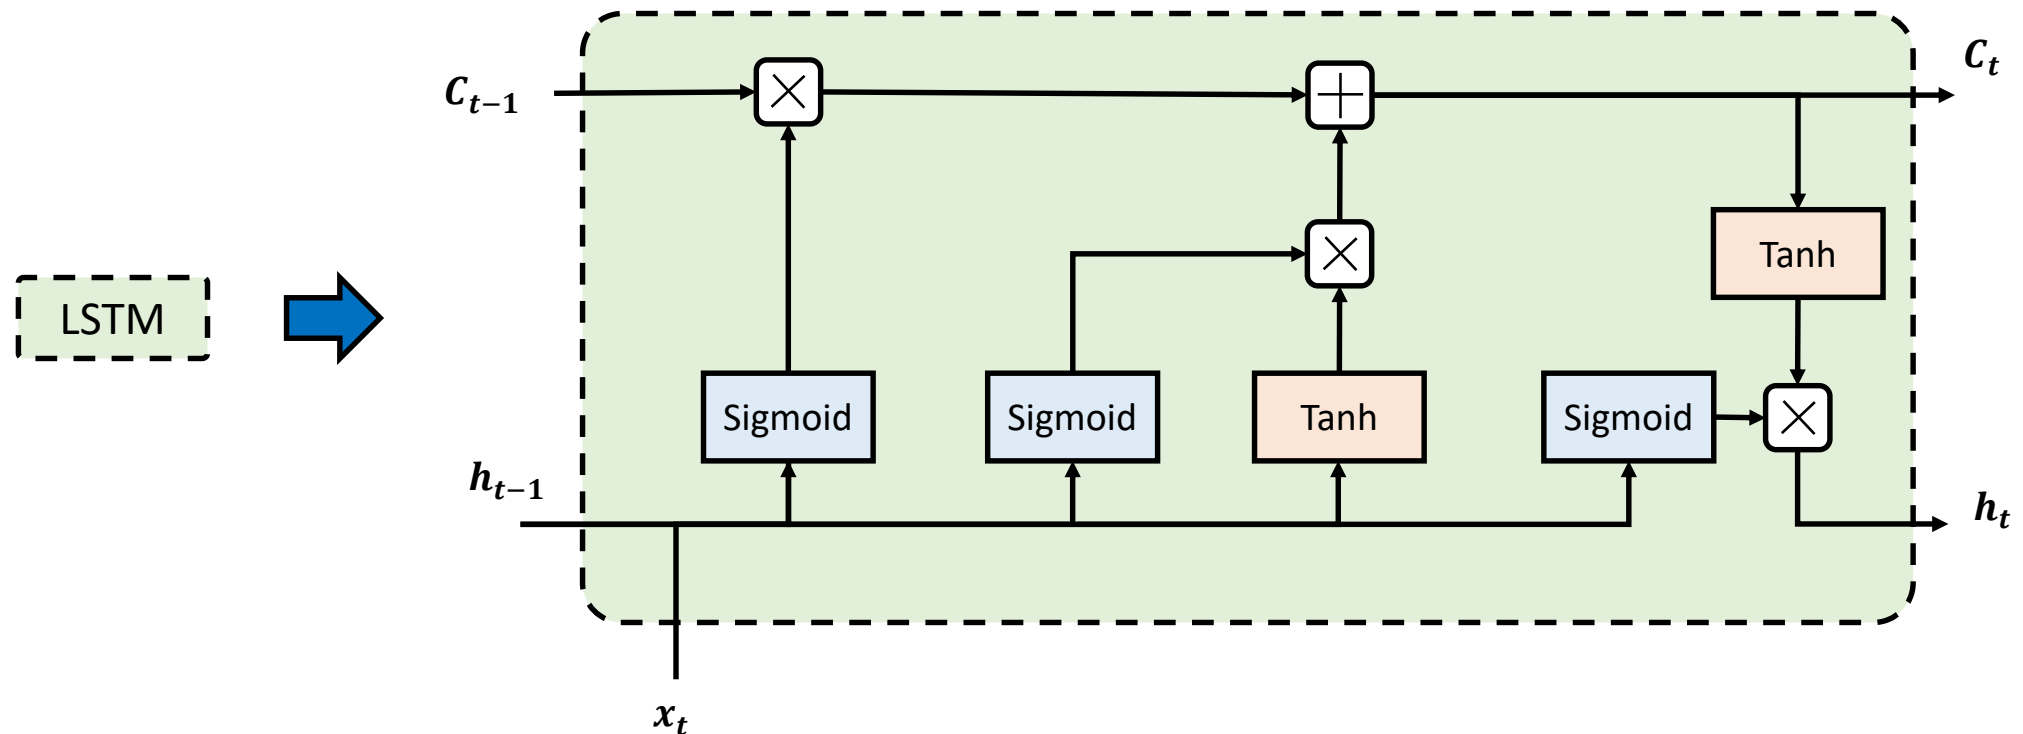 C_{t-1}
C_t
Tanh
LSTM
Sigmoid Sigmoid Tanh Sigmoid
h_{t-1}
h_t
x_t